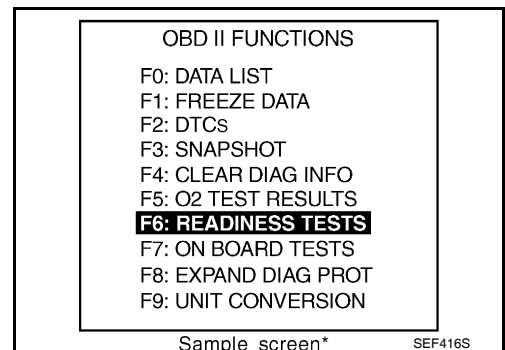 OBD II FUNCTIONS
F0: DATA LIST
F1: FREEZE DATA
F2: DTCs
F3: SNAPSHOT
F4: CLEAR DIAG INFO
F5: O2 TEST RESULTS
F6: READINESS TESTS
F7: ON BOARD TESTS
F8: EXPAND DIAG PROT
F9: UNIT CONVERSION
Sample screen* SEF416S